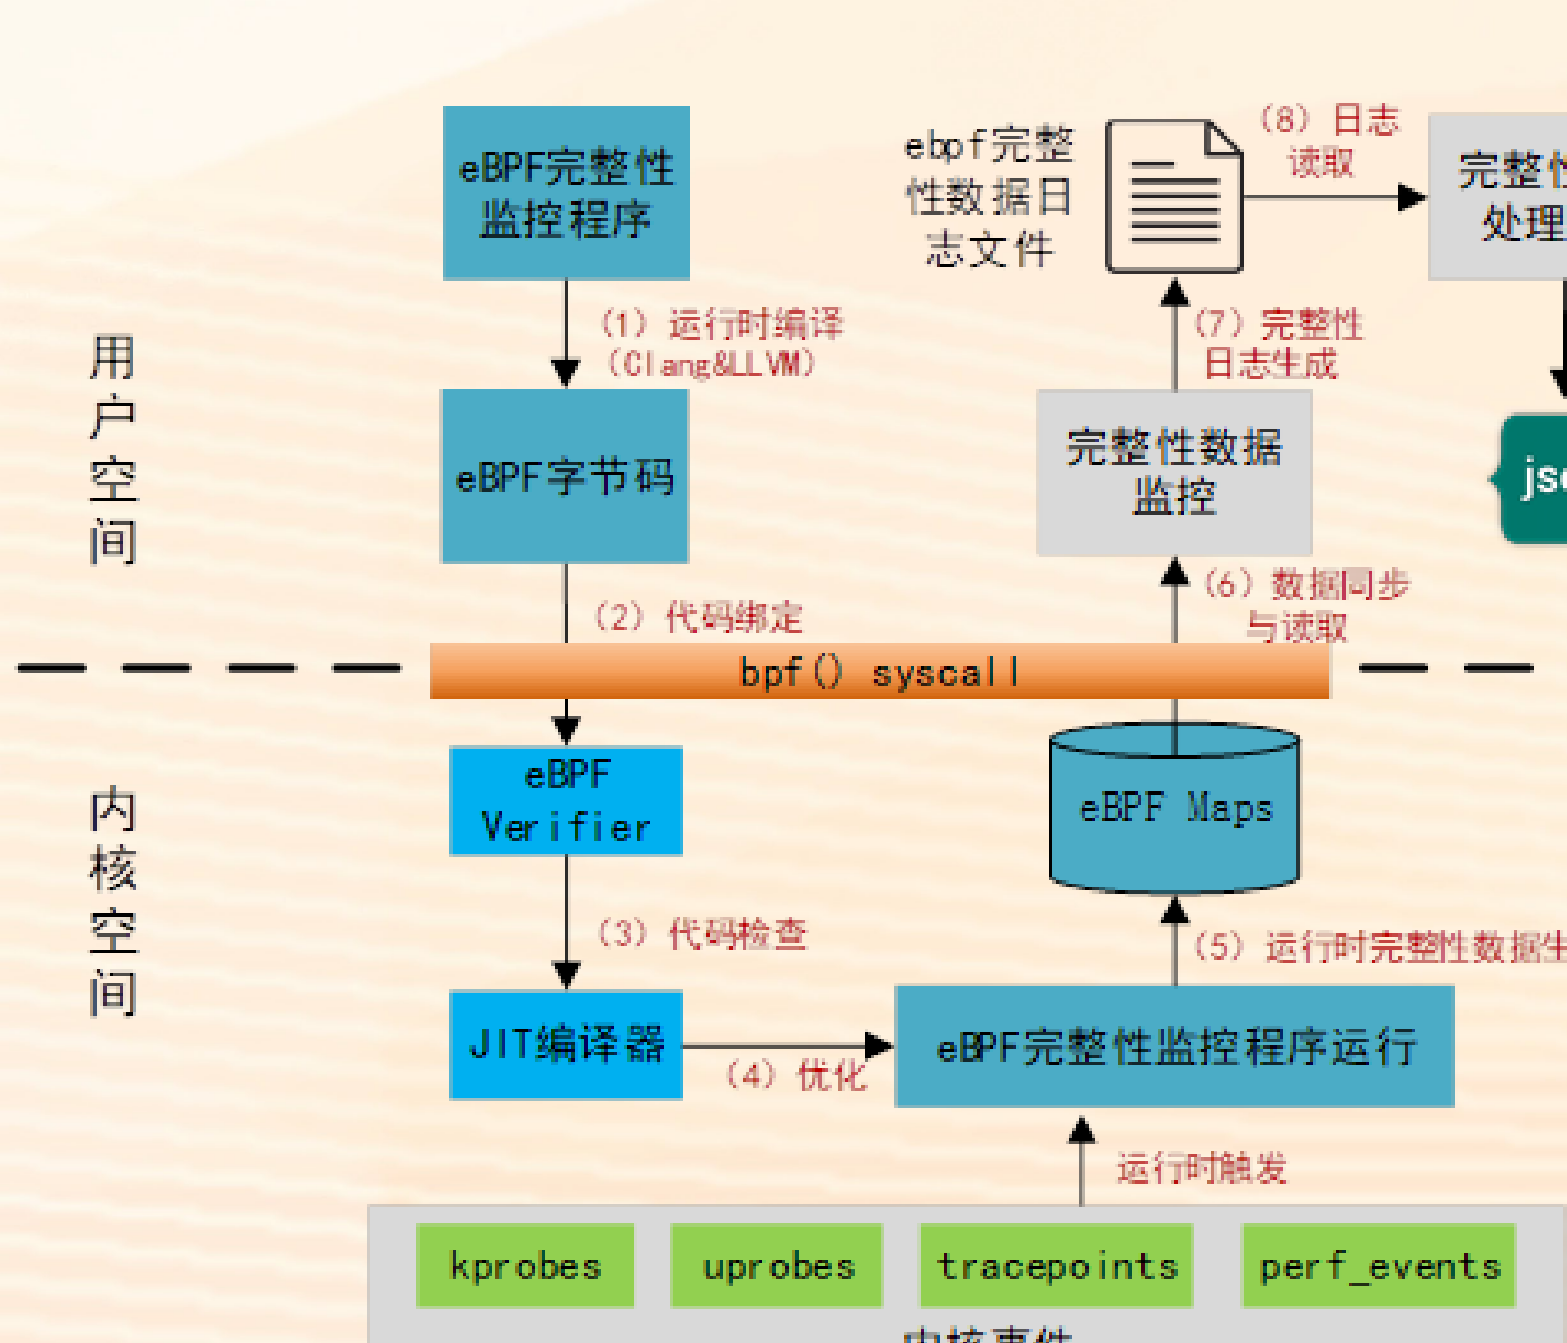 eBPF完整性
监控程序
(1) 运行时编译
(Clang&LLVM)
eBPF字节码
(2) 代码绑定
ebpf完整
性数据日
志文件
(8) 日志
读取
完整性
处理
(7) 完整性
日志生成
完整性数据
监控
(6) 数据同步
与读取
用
户
空
间
bpf() syscall
内
核
空
间
eBPF
Verifier
(3) 代码检查
JIT编译器
(4) 优化
eBPF Maps
(5) 运行时完整性数据生
eBPF完整性监控程序运行
运行时触发
kprobes
uprobes
tracepoints
perf_events
内核事件